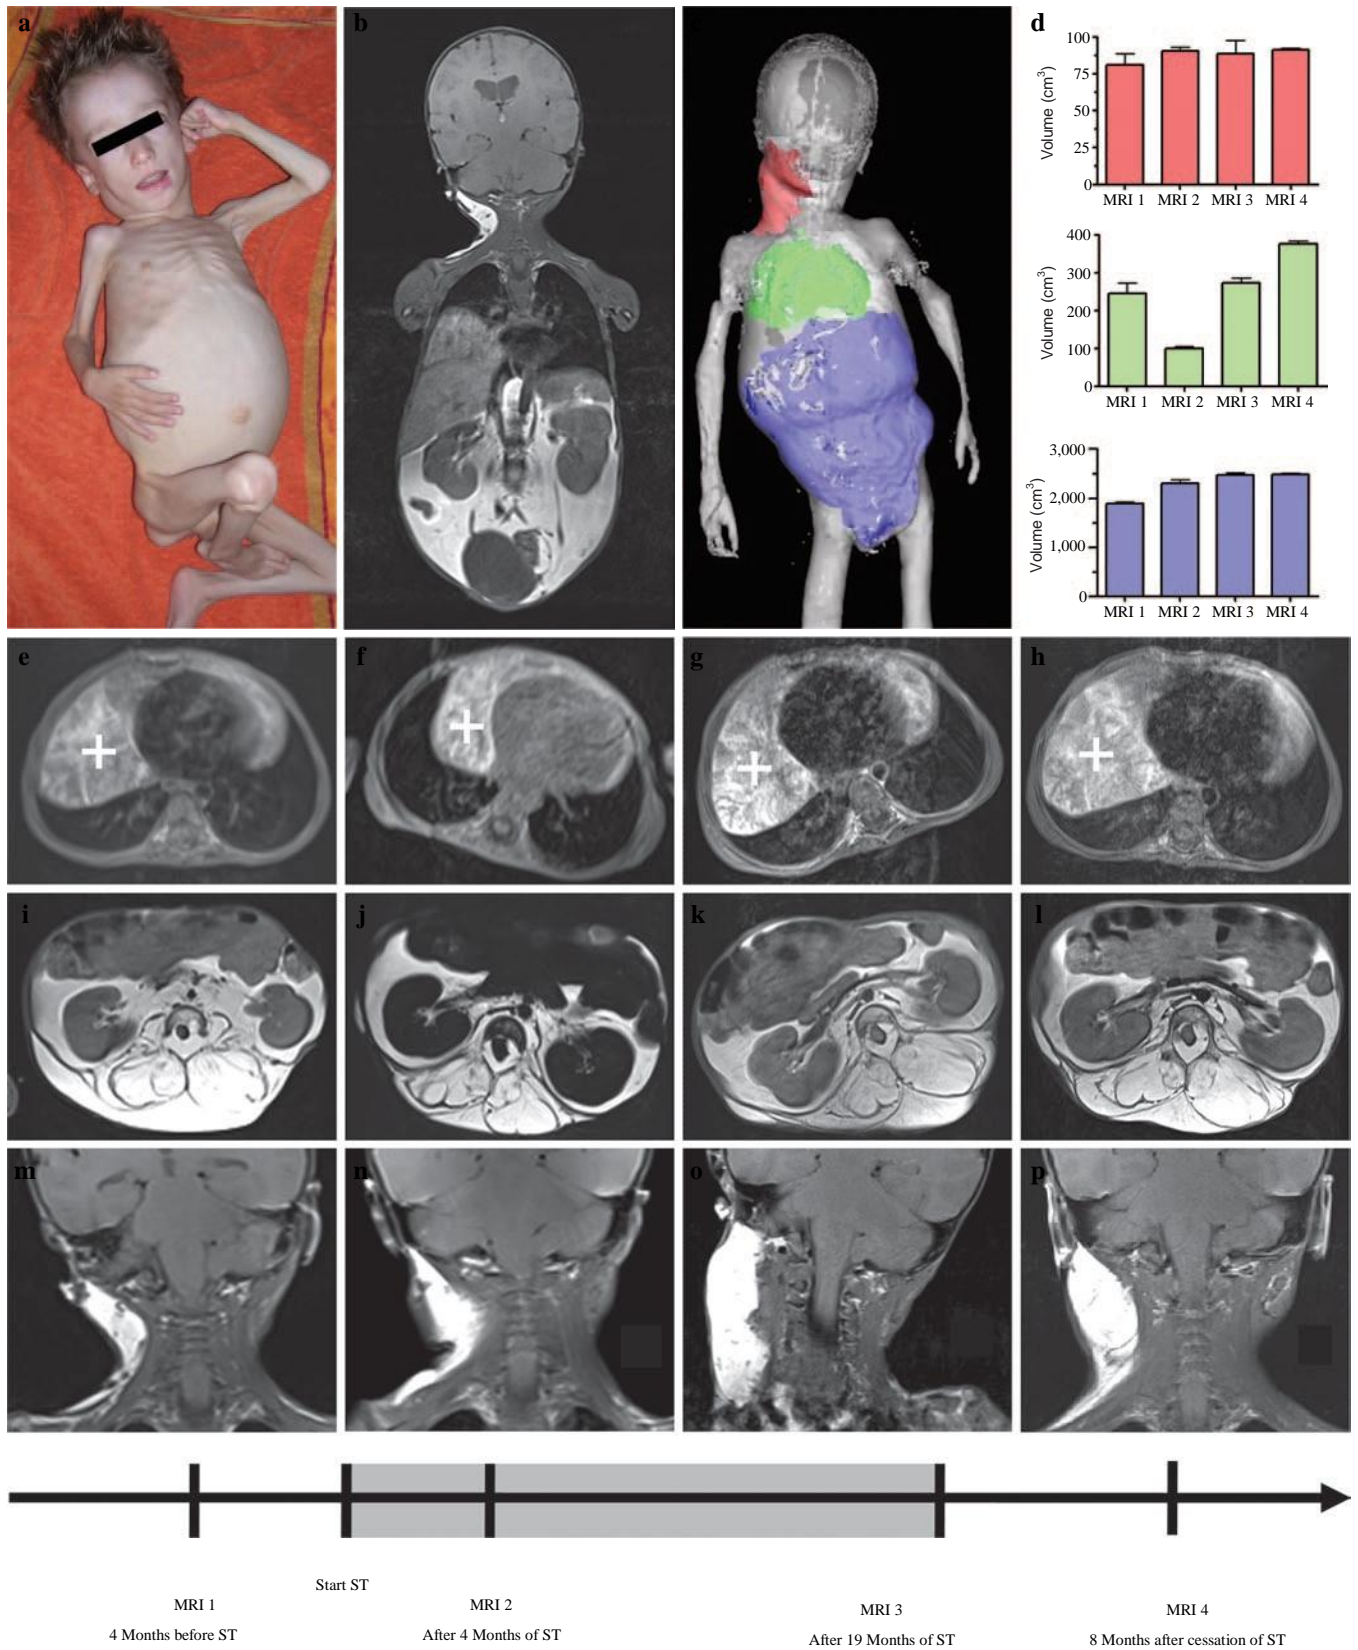 a
b
c
d
100
75
50
25
0
Volume (cm3)
MRI 1 MRI 2 MRI 3 MRI 4
400
300
200
100
0
Volume (cm3)
MRI 1 MRI 2 MRI 3 MRI 4
3,000
2,000
1,000
0
Volume (cm3)
MRI 1 MRI 2 MRI 3 MRI 4
e
f
g
h
i
j
k
l
m
n
o
p
Start ST
MRI 1
4 Months before ST
MRI 2
After 4 Months of ST
MRI 3
After 19 Months of ST
MRI 4
8 Months after cessation of ST